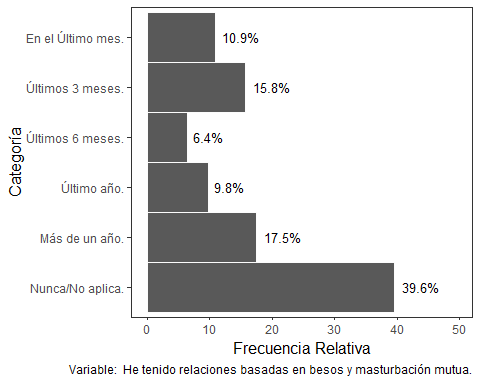 En el Último mes.
10.9%
Últimos 3 meses.
15.8%
Últimos 6 meses.
6.4%
Último año.
9.8%
Más de un año.
17.5%
Nunca/No aplica.
39.6%
Categoría
0 10 20 30 40 50
Frecuencia Relativa
Variable: He tenido relaciones basadas en besos y masturbación mutua.